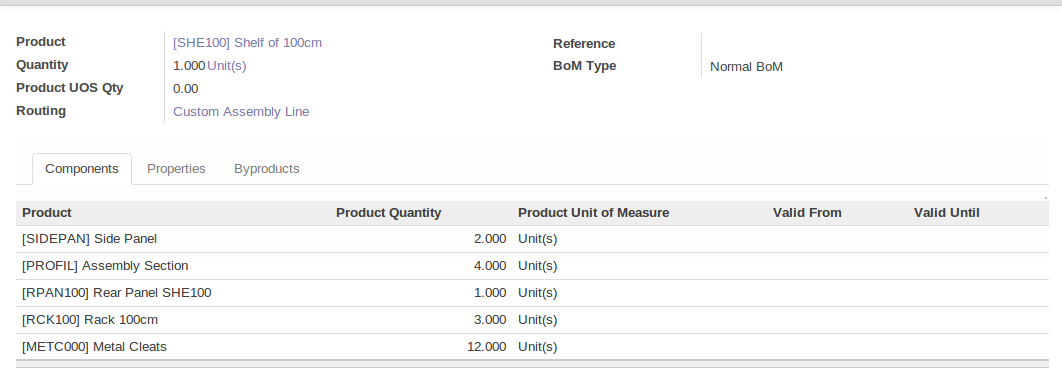 Product [SHE100] Shelf of 100cm Reference
Quantity 1.000 Unit(s) BoM Type Normal BoM
Product UOS Qty 0.00
Routing Custom Assembly Line
Components Properties Byproducts
Product Product Quantity Product Unit of Measure Valid From Valid Until
[SIDEPAN] Side Panel 2.000 Unit(s)
[PROFIL] Assembly Section 4.000 Unit(s)
[RPAN100] Rear Panel SHE100 1.000 Unit(s)
[RCK100] Rack 100cm 3.000 Unit(s)
[METC000] Metal Cleats 12.000 Unit(s)